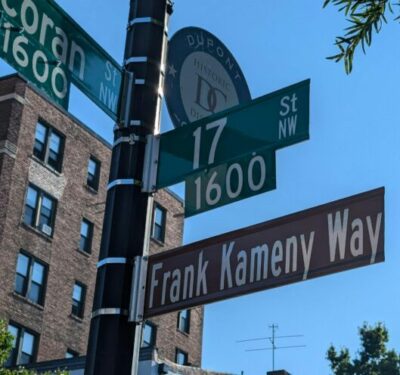 coran St
1600 NW
DUPONT
HISTORIC
DC
17 St
NW
1600
Frank Kameny Way